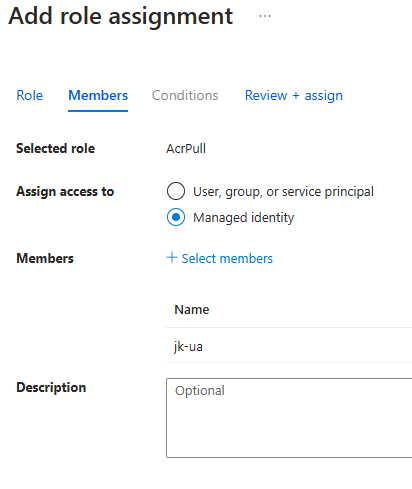 Add role assignment ...
Role Members Conditions Review + assign
Selected role AcrPull
Assign access to User, group, or service principal
Managed identity
Members + Select members
Name
jk-ua
Description Optional